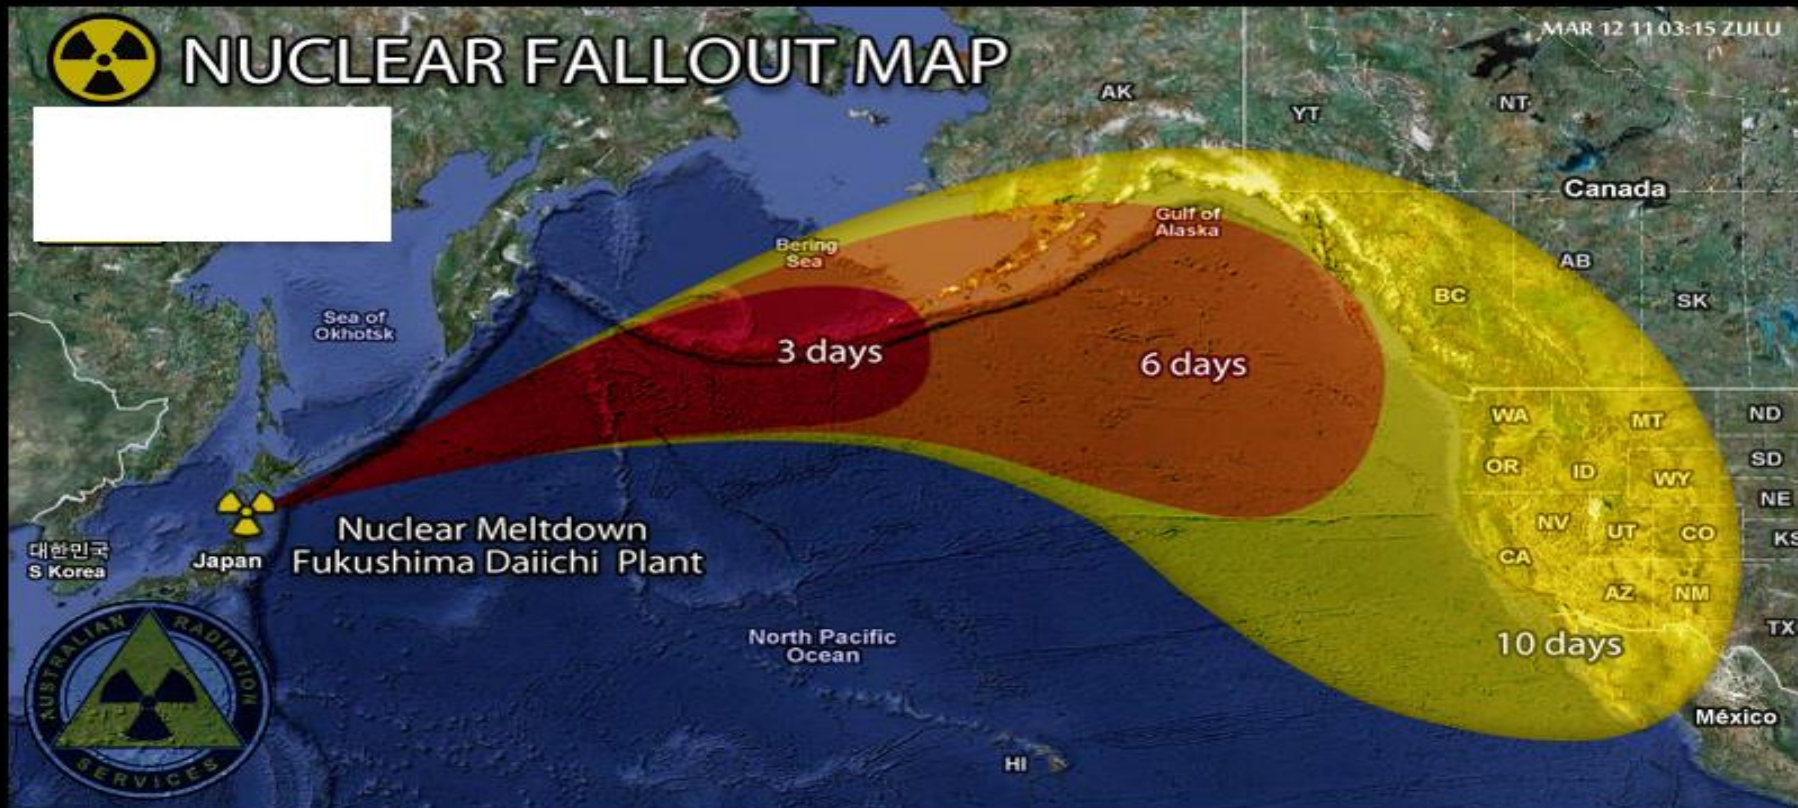 NUCLEAR FALLOUT MAP
MAR 12 11 03:15 ZULU
AK
YT
NT
Canada
Gulf of
Alaska
Bering
Sea
AB
BC
SK
Sea of
Okhotsk
3 days
6 days
WA
MT
ND
OR
ID
WY
SD
NE
NV
UT
CO
KS
CA
AZ
NM
TX
Nuclear Meltdown
Fukushima Daiichi Plant
대한민국
S Korea
Japan
North Pacific
Ocean
10 days
México
HI
AUSTRALIAN RADIATION
SERVICES